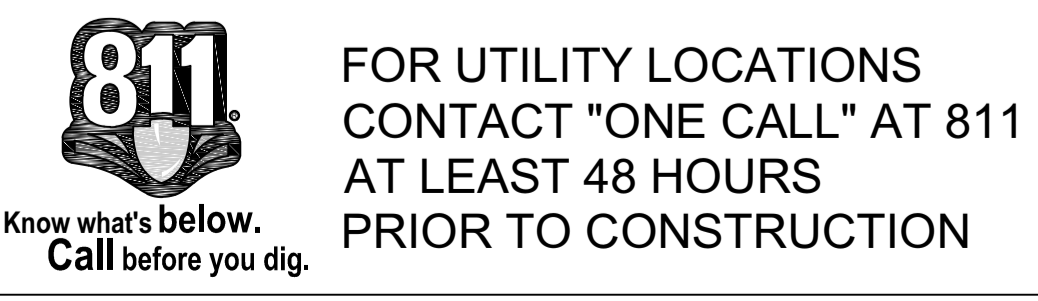 811
Know what's below.
Call before you dig.
FOR UTILITY LOCATIONS
CONTACT "ONE CALL" AT 811
AT LEAST 48 HOURS
PRIOR TO CONSTRUCTION